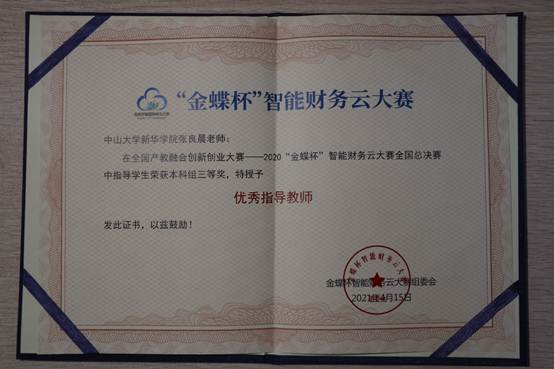 “金蝶杯”智能财务云大赛
中山大学新华学院张良晨老师：
在全国产教融合创新创业大赛——2020“金蝶杯”智能财务云大赛全国总决赛
中指导学生荣获本科组三等奖，特授予
优秀指导教师
发此证书，以兹鼓励！
金蝶杯智能财务云大赛组委会
2021年4月15日